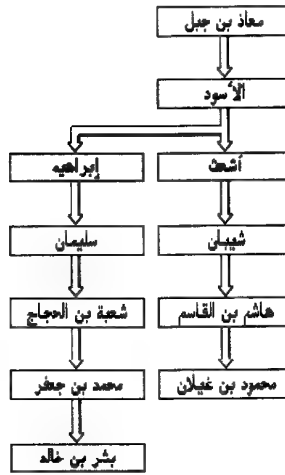 معاذ بن جبل
الأسود
أشعث
إبراهيم
شيبان
سليمان
هاشم بن القاسم
شعبة بن الحجاج
محمود بن غيلان
محمد بن جعفر
بشر بن خالد